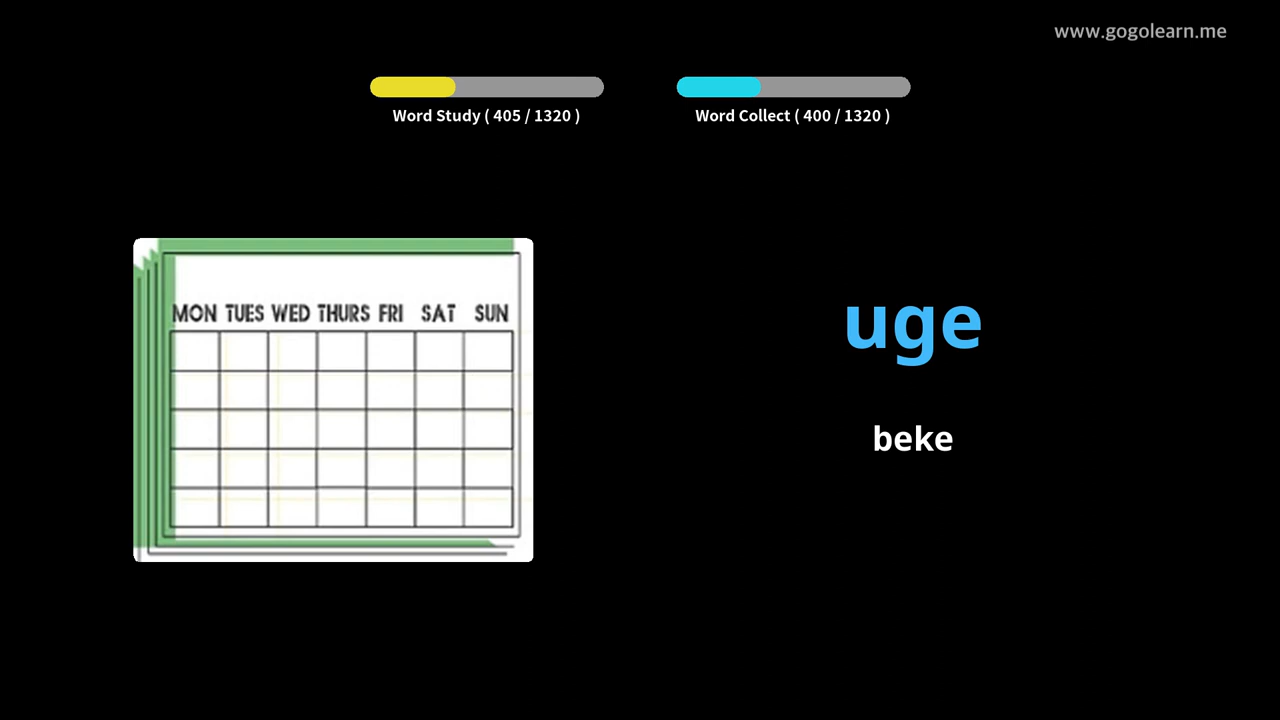 www.gogolearn.me
Word Study ( 405 / 1320 )
Word Collect ( 400 / 1320 )
MON TUES WED THURS FRI SAT SUN
uge
beke